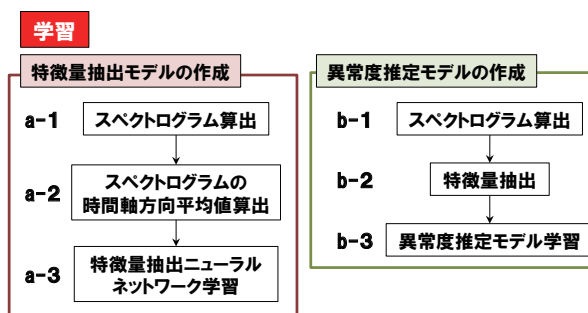 学習
特徴量抽出モデルの作成
a-1
スペクトログラム算出
a-2
スペクトログラムの
時間軸方向平均値算出
a-3
特徴量抽出ニューラル
ネットワーク学習
異常度推定モデルの作成
b-1
スペクトログラム算出
b-2
特徴量抽出
b-3
異常度推定モデル学習